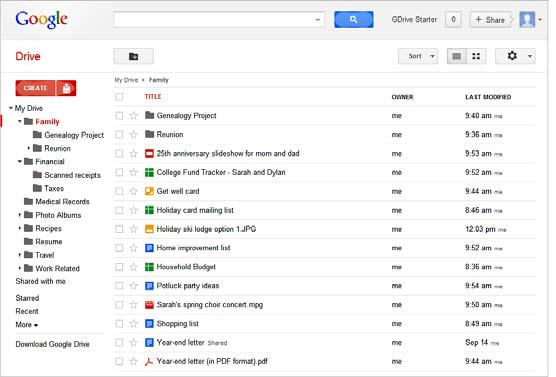 Google
GDrive Starter 0 + Share
Drive
Sort
CREATE
My Drive
Family
Genealogy Project
Reunion
Financial
Scanned receipts
Taxes
Medical Records
Photo Albums
Recipes
Resume
Travel
Work Related
Shared with me
Starred
Recent
More
Download Google Drive
My Drive Family
TITLE OWNER LAST MODIFIED
Genealogy Project me 9:40 am me
Reunion me 9:36 am me
25th anniversary slideshow for mom and dad me 9:53 am me
College Fund Tracker - Sarah and Dylan me 9:52 am me
Get well card me 9:44 am me
Holiday card mailing list me 8:46 am me
Holiday ski lodge option 1.JPG me 12:03 pm me
Home improvement list me 9:52 am me
Household Budget me 8:36 am me
Potluck party ideas me 9:54 am me
Sarah's spring choir concert.mpg me 9:50 am me
Shopping list me 8:49 am me
Year-end letter Shared me Sep 14 me
Year-end letter (in PDF format).pdf me 9:44 am me